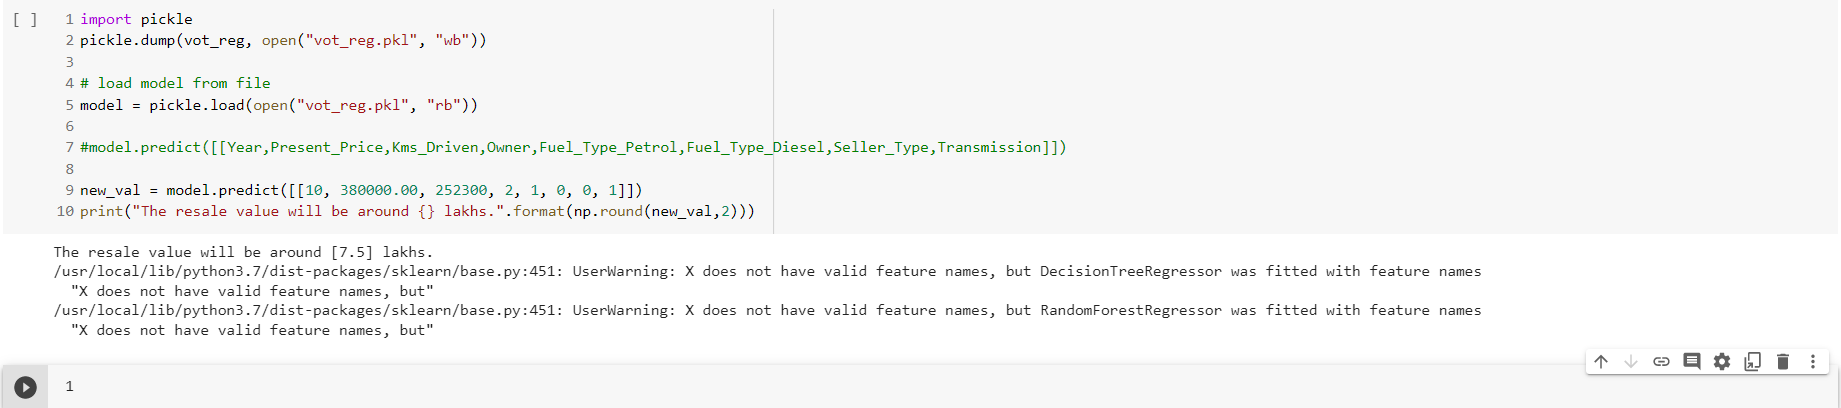 [ ]
1 import pickle
2 pickle.dump(vot_reg, open("vot_reg.pkl", "wb"))
3
4 # load model from file
5 model = pickle.load(open("vot_reg.pkl", "rb"))
6
7 #model.predict([[Year,Present_Price,Kms_Driven,Owner,Fuel_Type_Petrol,Fuel_Type_Diesel,Seller_Type,Transmission]])
8
9 new_val = model.predict([[10, 380000.00, 252300, 2, 1, 0, 0, 1]])
10 print("The resale value will be around {} lakhs.".format(np.round(new_val,2)))
The resale value will be around [7.5] lakhs.
/usr/local/lib/python3.7/dist-packages/sklearn/base.py:451: UserWarning: X does not have valid feature names, but DecisionTreeRegressor was fitted with feature names
  "X does not have valid feature names, but"
/usr/local/lib/python3.7/dist-packages/sklearn/base.py:451: UserWarning: X does not have valid feature names, but RandomForestRegressor was fitted with feature names
  "X does not have valid feature names, but"
1